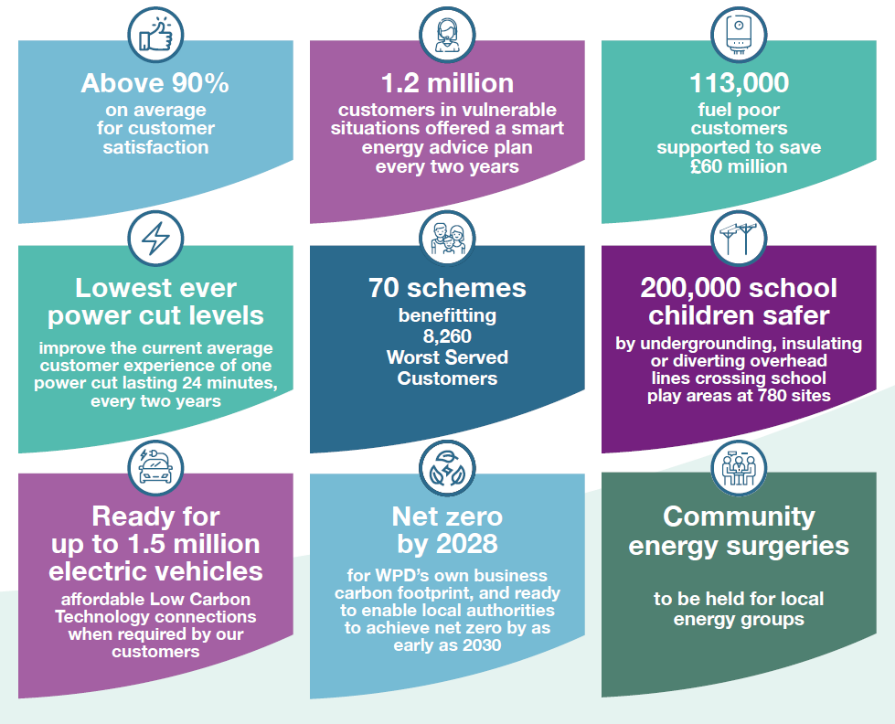 Above 90%
on average
for customer
satisfaction
1.2 million
customers in vulnerable
situations offered a smart
energy advice plan
every two years
113,000
fuel poor
customers
supported to save
£60 million
Lowest ever
power cut levels
improve the current average
customer experience of one
power cut lasting 24 minutes,
every two years
70 schemes
benefitting
8,260
Worst Served
Customers
200,000 school
children safer
by undergrounding, insulating
or diverting overhead
lines crossing school
play areas at 780 sites
Ready for
up to 1.5 million
electric vehicles
affordable Low Carbon
Technology connections
when required by our
customers
Net zero
by 2028
for WPD's own business
carbon footprint, and ready
to enable local authorities
to achieve net zero by as
early as 2030
Community
energy surgeries
to be held for local
energy groups